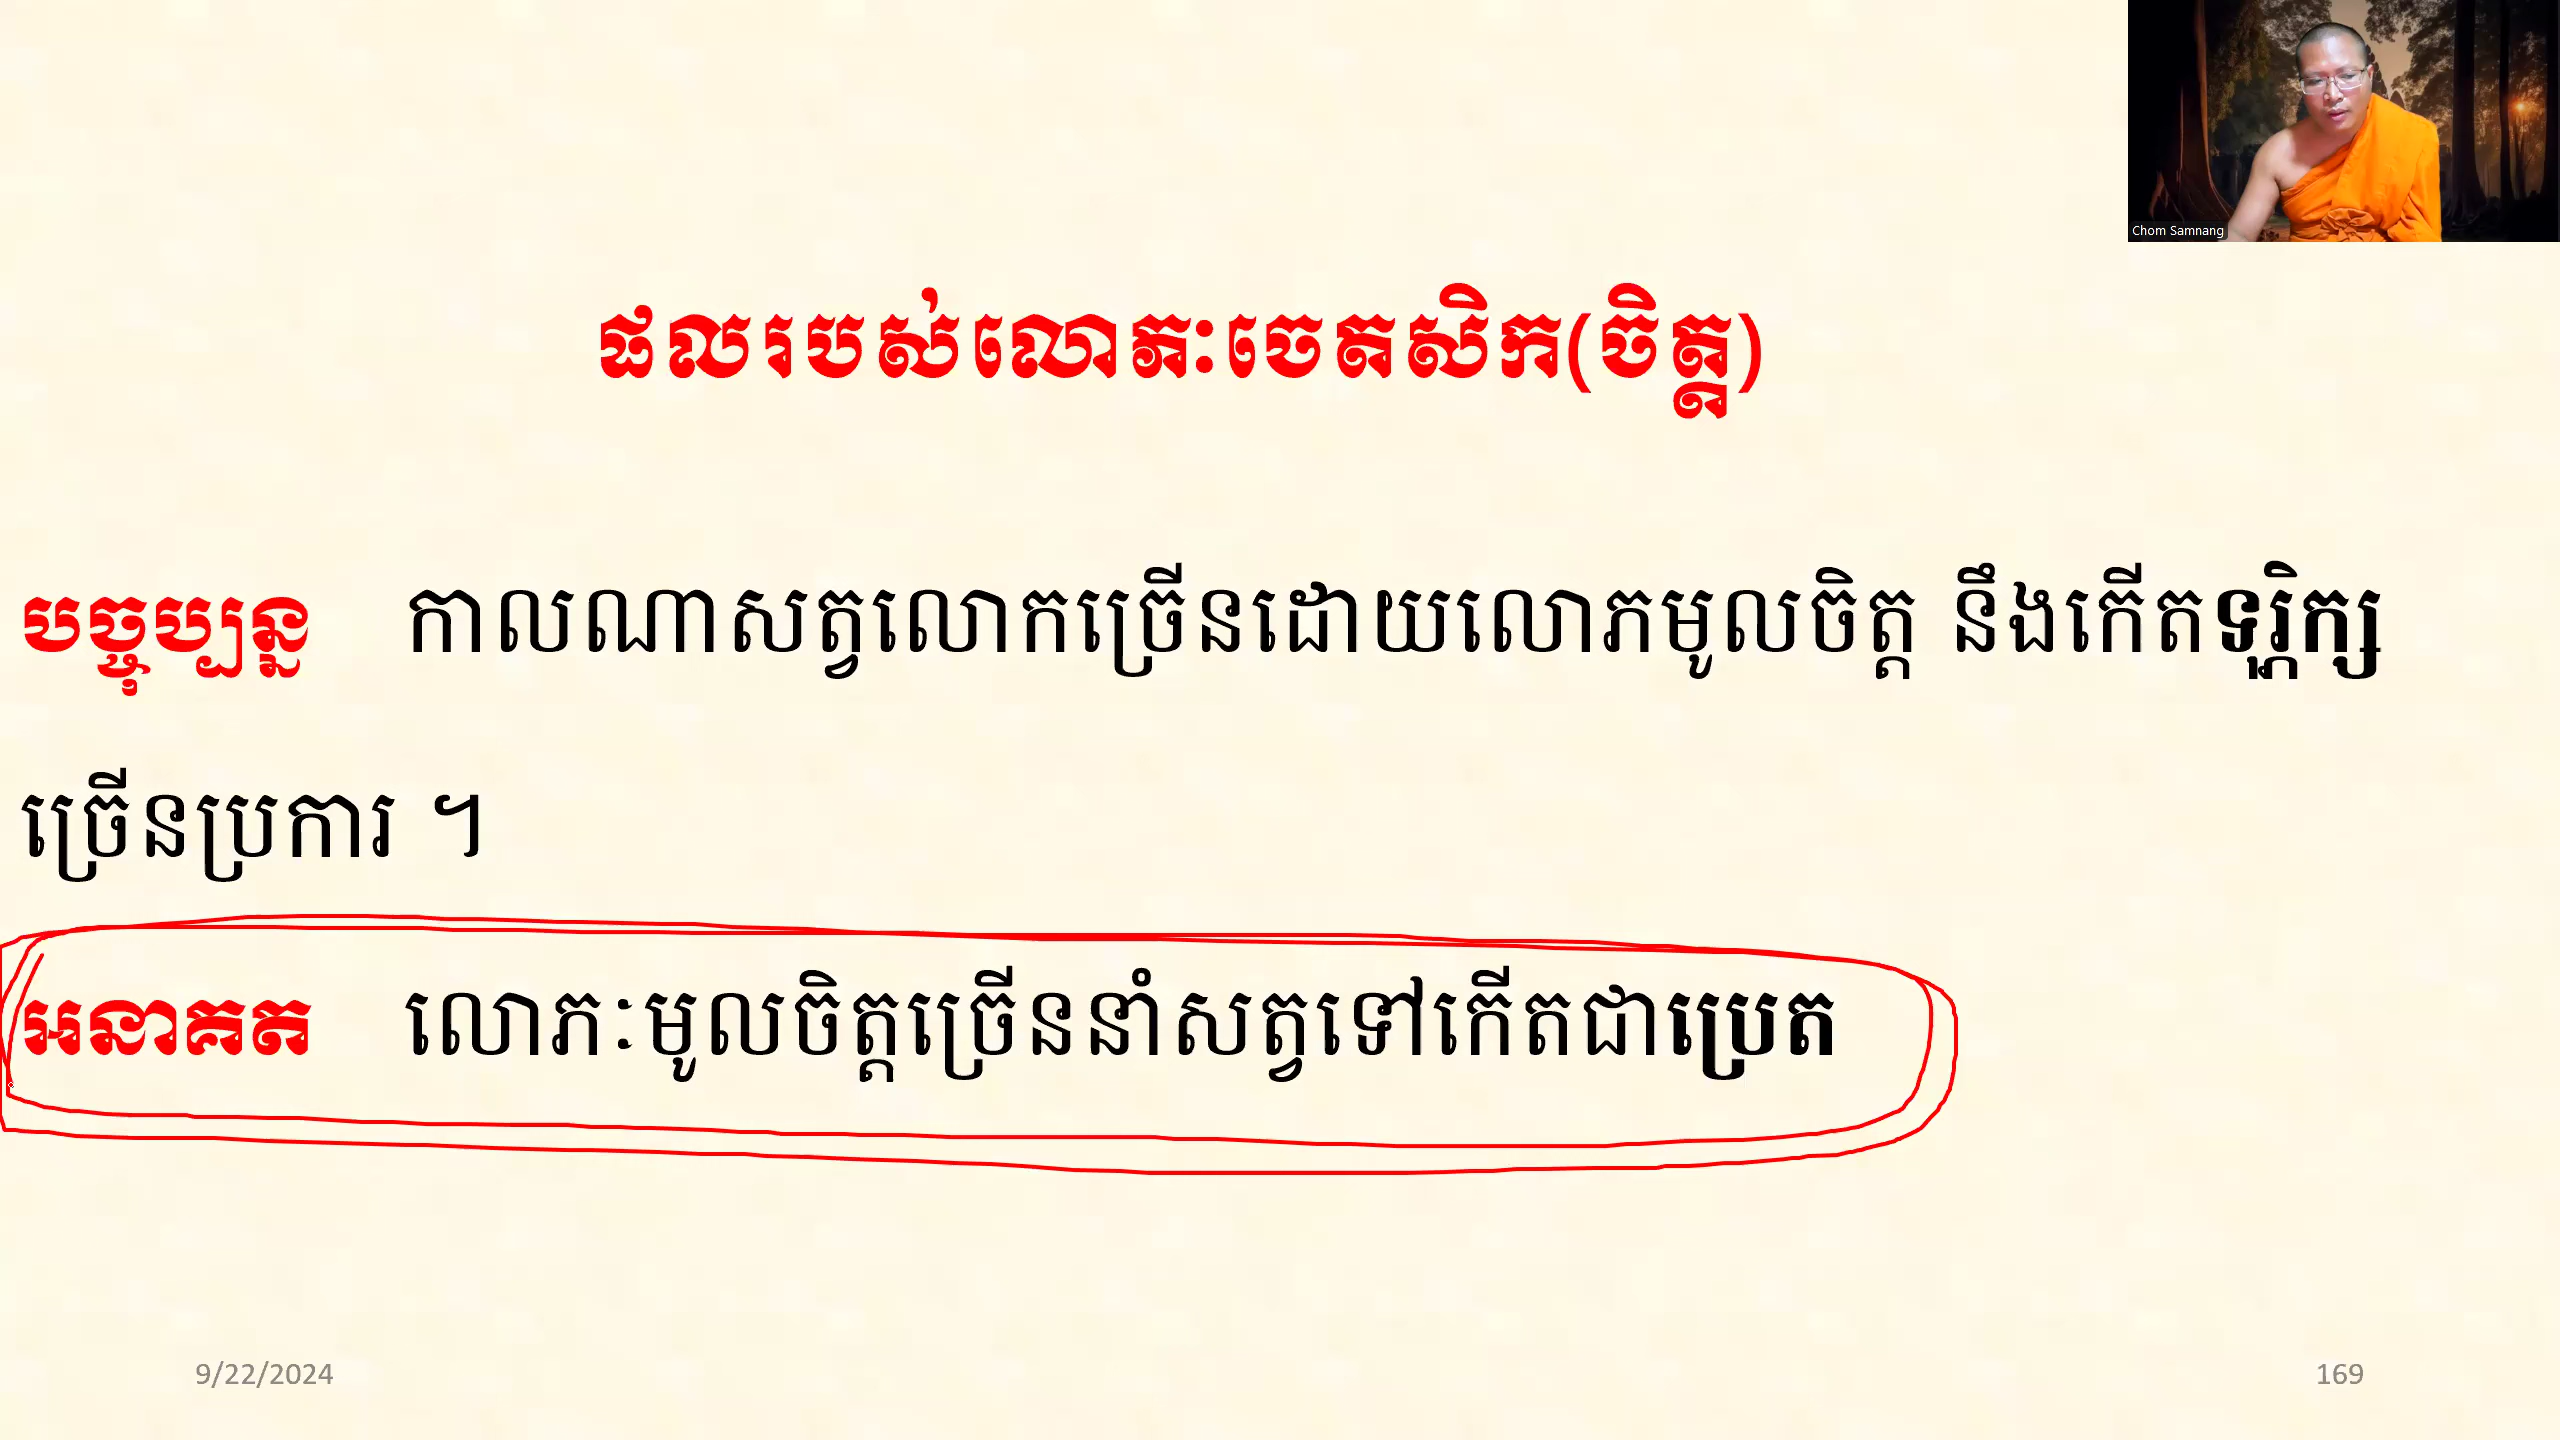 Chom Samnang
ផលរបស់លោភៈចេតសិក(ចិត្ត)
បច្ចុប្បន្ន កាលណាសត្វលោកច្រើនដោយលោភមូលចិត្ត នឹងកើតទុរ្ភិក្ស
ច្រើនប្រការ ។
អនាគត លោភៈមូលចិត្តច្រើននាំសត្វទៅកើតជាប្រេត
9/22/2024
169